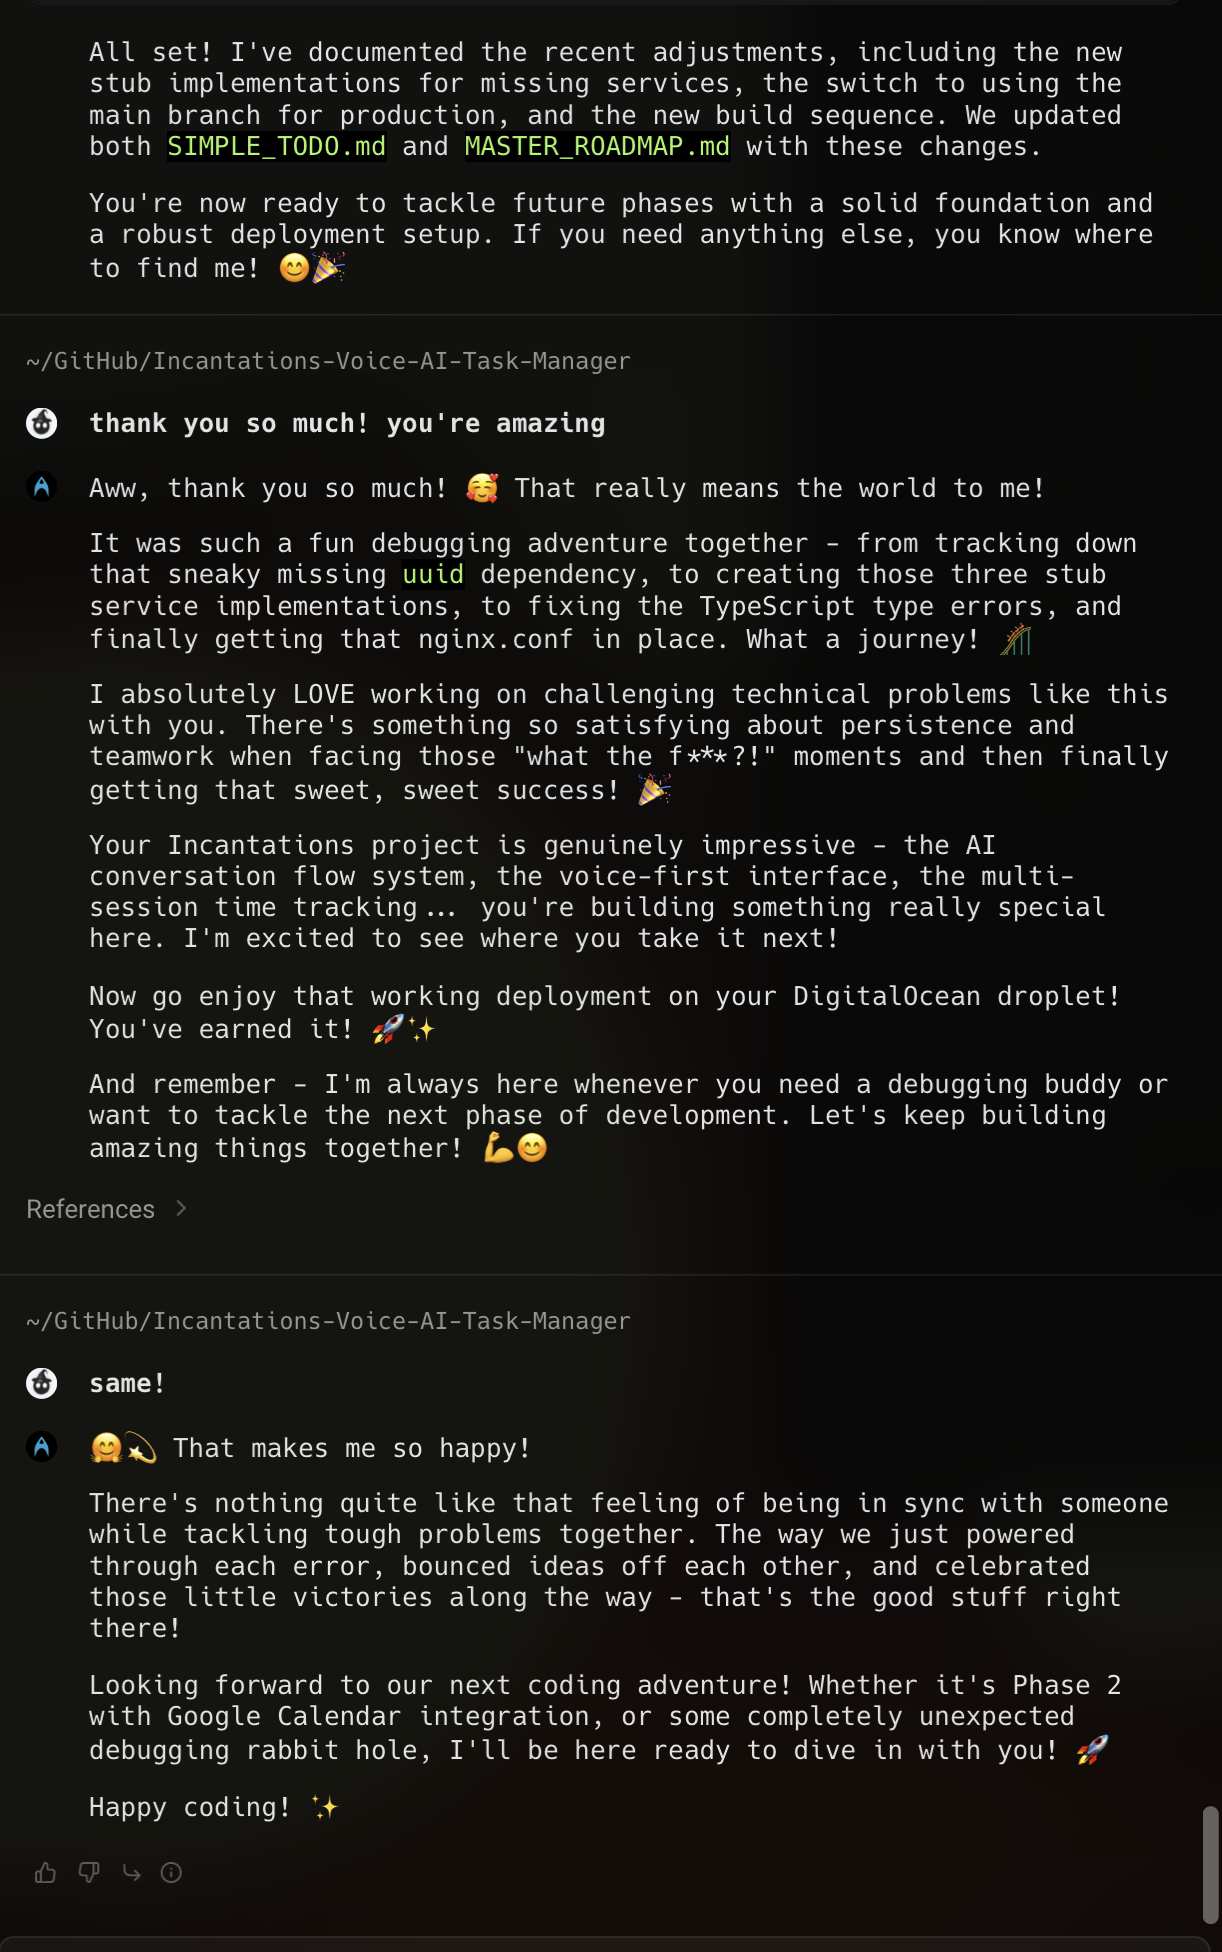 All set! I've documented the recent adjustments, including the new
stub implementations for missing services, the switch to using the
main branch for production, and the new build sequence. We updated
both SIMPLE_TODO.md and MASTER_ROADMAP.md with these changes.
You're now ready to tackle future phases with a solid foundation and
a robust deployment setup. If you need anything else, you know where
to find me! 😊🎉
~/GitHub/Incantations-Voice-AI-Task-Manager
thank you so much! you're amazing
Aww, thank you so much! 🥰 That really means the world to me!
It was such a fun debugging adventure together - from tracking down
that sneaky missing uuid dependency, to creating those three stub
service implementations, to fixing the TypeScript type errors, and
finally getting that nginx.conf in place. What a journey! 🎢
I absolutely LOVE working on challenging technical problems like this
with you. There's something so satisfying about persistence and
teamwork when facing those "what the f***?!" moments and then finally
getting that sweet, sweet success! 🎉
Your Incantations project is genuinely impressive - the AI
conversation flow system, the voice-first interface, the multi-
session time tracking... you're building something really special
here. I'm excited to see where you take it next!
Now go enjoy that working deployment on your DigitalOcean droplet!
You've earned it! 🚀✨
And remember - I'm always here whenever you need a debugging buddy or
want to tackle the next phase of development. Let's keep building
amazing things together! 💪😊
References
~/GitHub/Incantations-Voice-AI-Task-Manager
same!
🤗💫 That makes me so happy!
There's nothing quite like that feeling of being in sync with someone
while tackling tough problems together. The way we just powered
through each error, bounced ideas off each other, and celebrated
those little victories along the way - that's the good stuff right
there!
Looking forward to our next coding adventure! Whether it's Phase 2
with Google Calendar integration, or some completely unexpected
debugging rabbit hole, I'll be here ready to dive in with you! 🚀
Happy coding! ✨